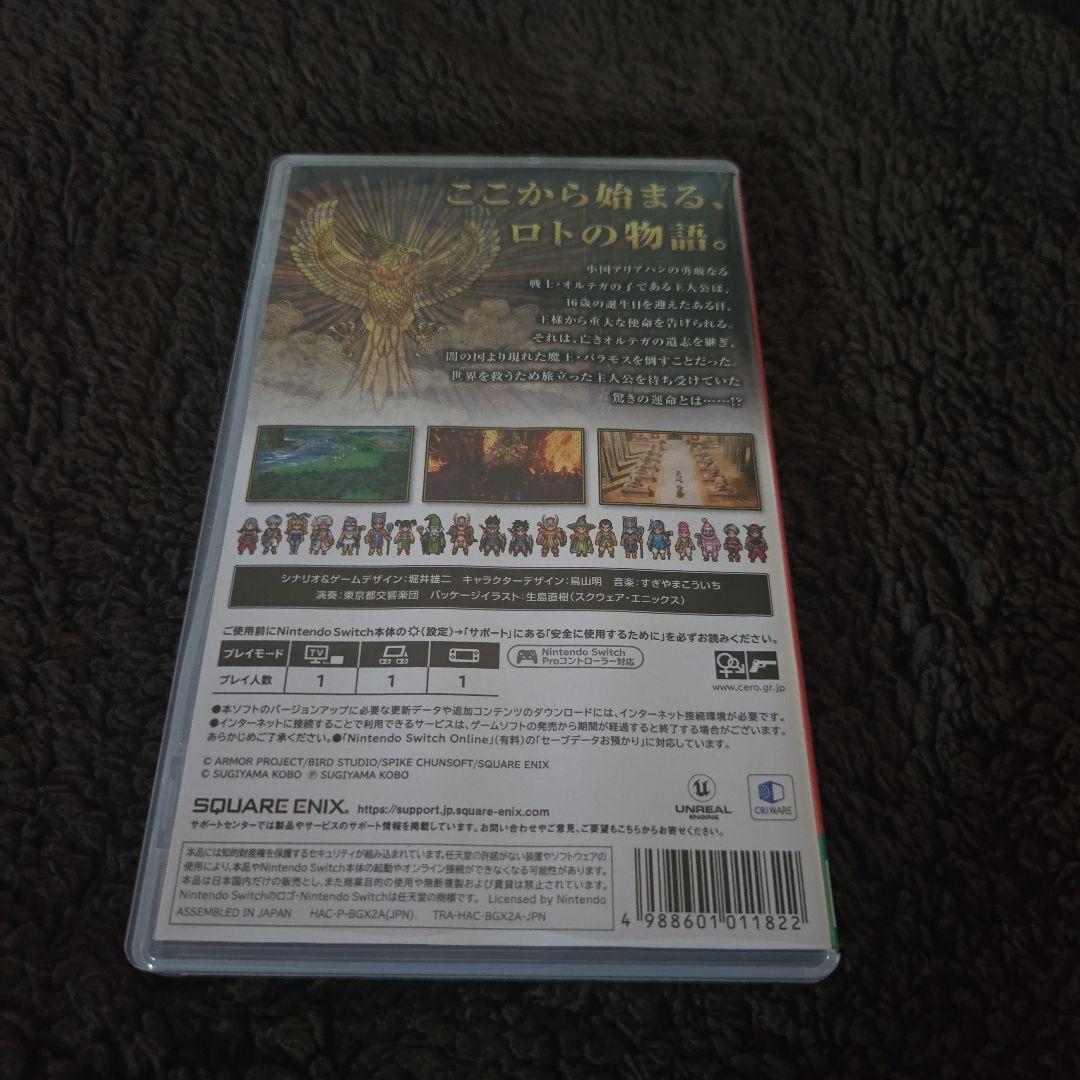 ここから始まる、
ロトの物語。
小国アリアハンの勇敢なる
戦士・オルテガの子である主人公は、
16歳の誕生日を迎えたある日、
王様から重大な使命を告げられる。
それは、亡きオルテガの遺志を継ぎ、
闇の国より現れた魔王・バラモスを倒すことだった。
世界を救うため旅立った主人公を待ち受けていた
驚きの運命とは……!?
シナリオ&ゲームデザイン:堀井雄二 キャラクターデザイン:鳥山明 音楽:すぎやまこういち
演奏:東京都交響楽団 パッケージイラスト:生島直樹(スクウェア・エニックス)
ご使用前にNintendo Switch本体の(設定)→「サポート」にある「安全に使用するために」を必ずお読みください。
プレイモード TV
Nintendo Switch
Proコントローラー対応
プレイ人数 1 1 1
www.cero.gr.jp
●本ソフトのバージョンアップに必要な更新データや追加コンテンツのダウンロードには、インターネット接続環境が必要です。
●インターネットに接続することで利用できるサービスは、ゲームソフトの発売から期間が経過すると終了する場合がございます。
あらかじめご了承ください。●「Nintendo Switch Online」(有料)の「セーブデータお預かり」に対応しています。
© ARMOR PROJECT/BIRD STUDIO/SPIKE CHUNSOFT/SQUARE ENIX
© SUGIYAMA KOBO ℗ SUGIYAMA KOBO
SQUARE ENIX. https://support.jp.square-enix.com
UNREAL
ENGINE
CRIWARE
サポートセンターでは製品やサービスのサポート情報を掲載しています。お問い合わせやご意見、ご要望もこちらからお寄せください。
本品には知的財産権を保護するセキュリティが組み込まれています。任天堂の許諾がない装置やソフトウェアの
使用により、本品やNintendo Switch本体の起動やオンライン接続ができなくなる可能性があります。
本品は日本国内だけの販売とし、また商業目的の使用や無断複製および賃貸は禁止されています。
Nintendo Switchのロゴ・Nintendo Switchは任天堂の商標です。 Licensed by Nintendo
ASSEMBLED IN JAPAN HAC-P-BGX2A(JPN) TRA-HAC-BGX2A-JPN
4 988601 011822